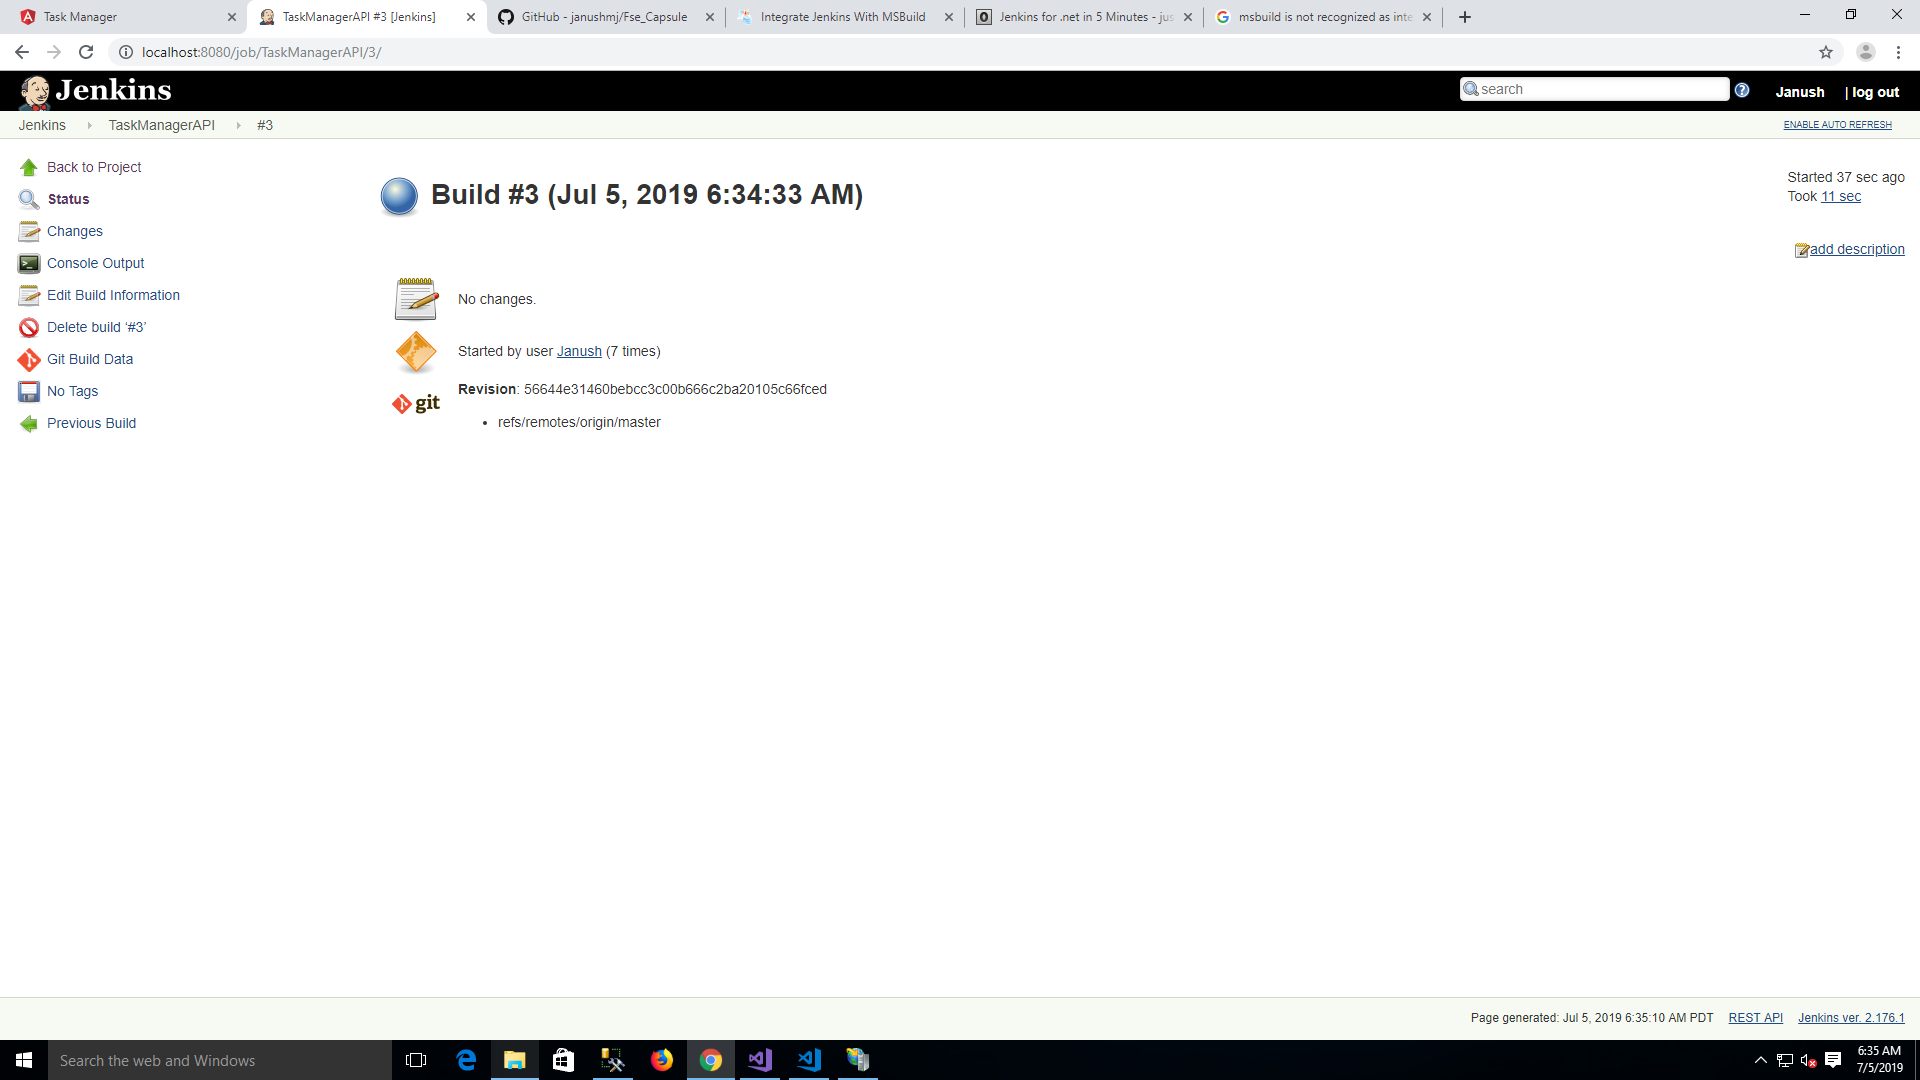 Task Manager
TaskManagerAPI #3 [Jenkins]
GitHub - janushmj/Fse_Capsule
Integrate Jenkins With MSBuild
Jenkins for .net in 5 Minutes - jus
msbuild is not recognized as inte
localhost:8080/job/TaskManagerAPI/3/
Jenkins
search
Janush
| log out
Jenkins
TaskManagerAPI
#3
ENABLE AUTO REFRESH
Back to Project
Status
Changes
Console Output
Edit Build Information
Delete build ‘#3’
Git Build Data
No Tags
Previous Build
Build #3 (Jul 5, 2019 6:34:33 AM)
Started 37 sec ago
Took 11 sec
add description
No changes.
Started by user Janush (7 times)
git
Revision: 56644e31460bebcc3c00b666c2ba20105c66fced
• refs/remotes/origin/master
Page generated: Jul 5, 2019 6:35:10 AM PDT
REST API
Jenkins ver. 2.176.1
Search the web and Windows
6:35 AM
7/5/2019